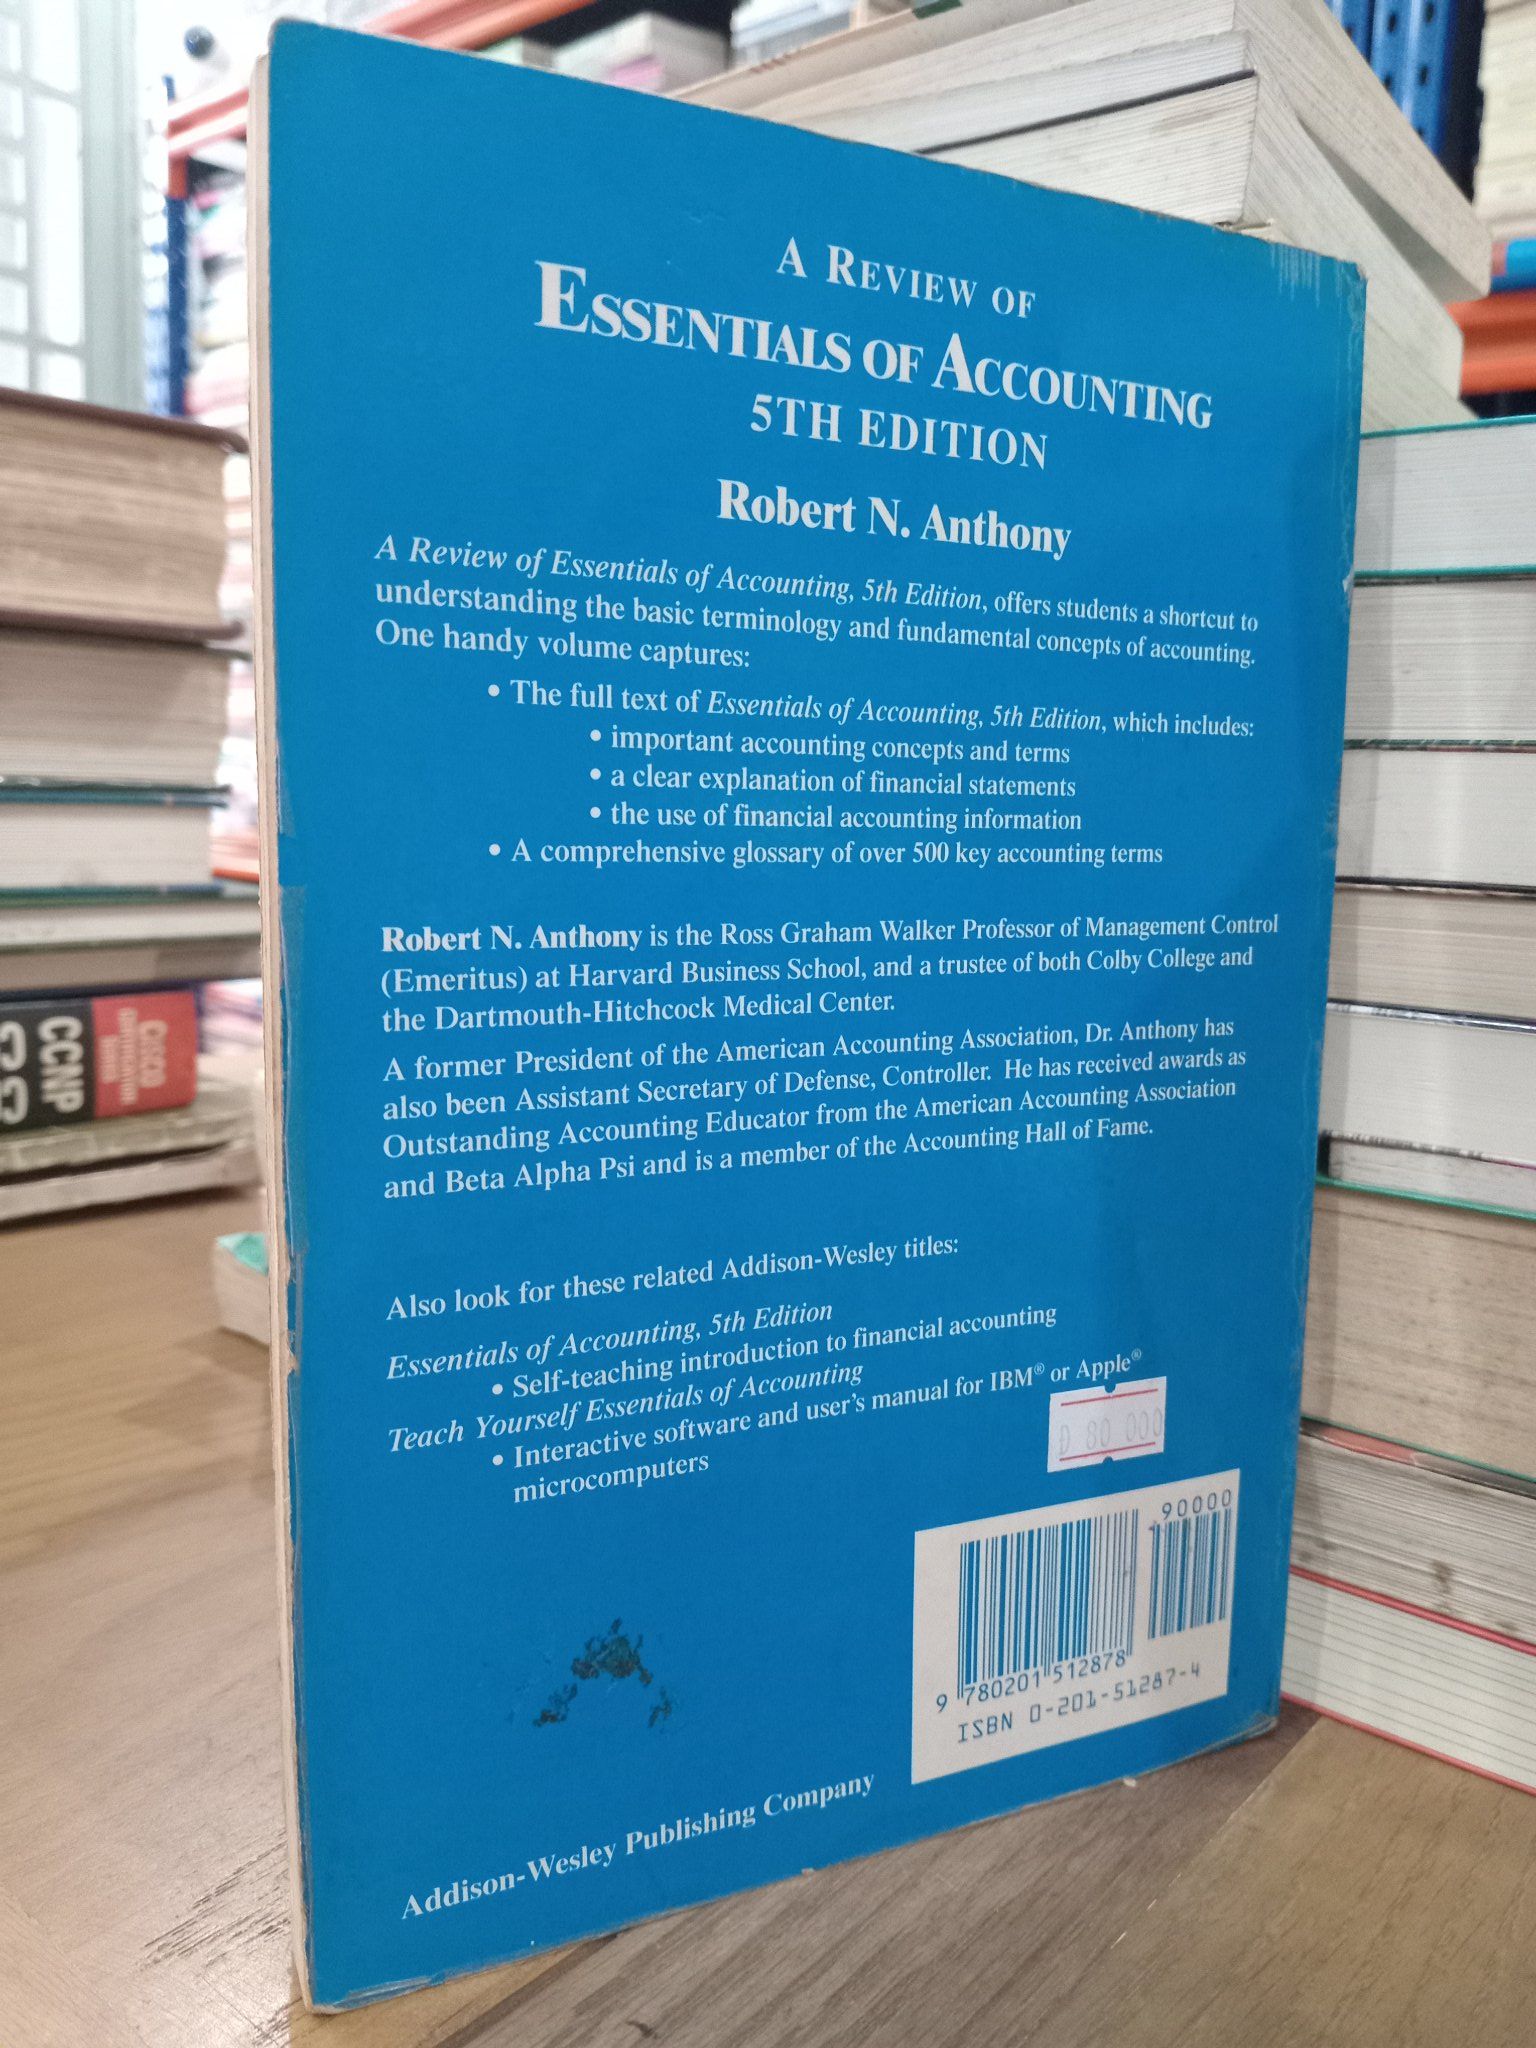 A REVIEW OF
ESSENTIALS OF ACCOUNTING
5TH EDITION
Robert N. Anthony
A Review of Essentials of Accounting, 5th Edition, offers students a shortcut to
understanding the basic terminology and fundamental concepts of accounting.
One handy volume captures:
• The full text of Essentials of Accounting, 5th Edition, which includes:
• important accounting concepts and terms
• a clear explanation of financial statements
• the use of financial accounting information
• A comprehensive glossary of over 500 key accounting terms
Robert N. Anthony is the Ross Graham Walker Professor of Management Control
(Emeritus) at Harvard Business School, and a trustee of both Colby College and
the Dartmouth-Hitchcock Medical Center.
A former President of the American Accounting Association, Dr. Anthony has
also been Assistant Secretary of Defense, Controller. He has received awards as
Outstanding Accounting Educator from the American Accounting Association
and Beta Alpha Psi and is a member of the Accounting Hall of Fame.
Also look for these related Addison-Wesley titles:
Essentials of Accounting, 5th Edition
• Self-teaching introduction to financial accounting
Teach Yourself Essentials of Accounting
• Interactive software and user's manual for IBM® or Apple®
microcomputers
Đ 80 000
90000
9 780201 512878
ISBN 0-201-51287-4
Addison-Wesley Publishing Company
Cisco
CCNP